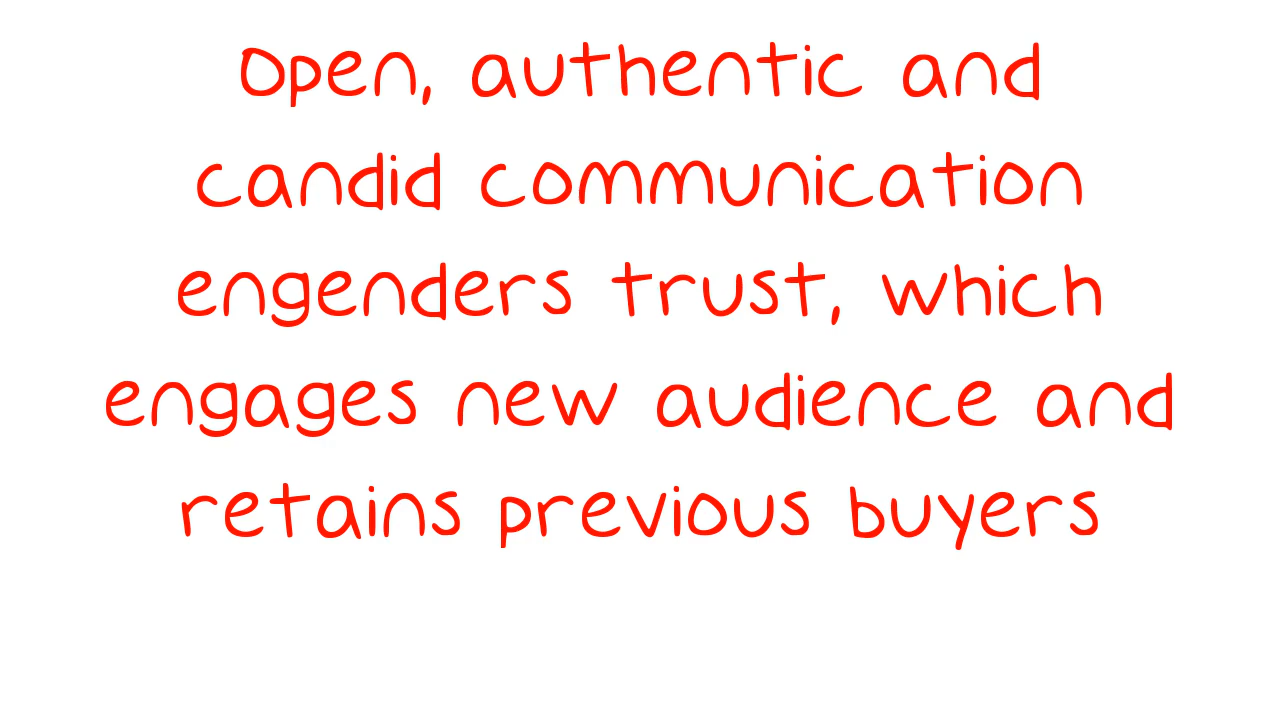 Open, authentic and
candid communication
engenders trust, which
engages new audience and
retains previous buyers